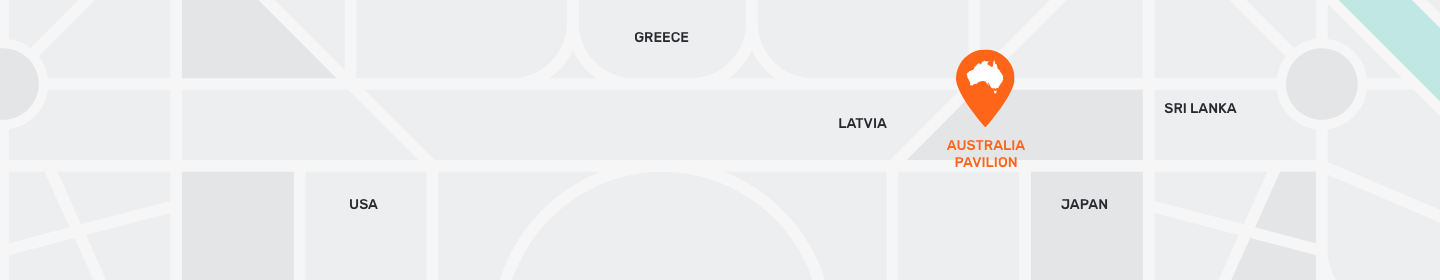 GREECE
SRI LANKA
LATVIA
AUSTRALIA
PAVILION
USA
JAPAN